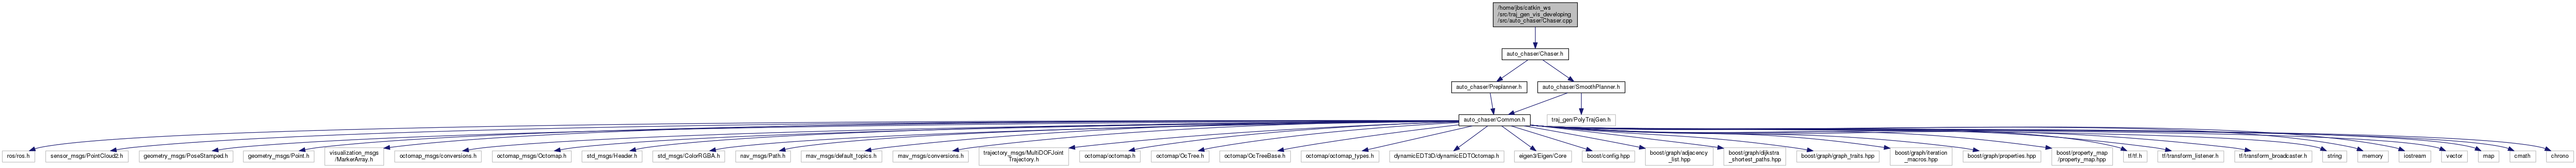 /home/jbs/catkin_ws
/src/traj_gen_vis_developing
/src/auto_chaser/Chaser.cpp
auto_chaser/Chaser.h
auto_chaser/Preplanner.h
auto_chaser/SmoothPlanner.h
auto_chaser/Common.h
traj_gen/PolyTrajGen.h
ros/ros.h
sensor_msgs/PointCloud2.h
geometry_msgs/PoseStamped.h
geometry_msgs/Point.h
visualization_msgs
/MarkerArray.h
octomap_msgs/conversions.h
octomap_msgs/Octomap.h
std_msgs/Header.h
std_msgs/ColorRGBA.h
nav_msgs/Path.h
mav_msgs/default_topics.h
mav_msgs/conversions.h
trajectory_msgs/MultiDOFJoint
Trajectory.h
octomap/octomap.h
octomap/OcTree.h
octomap/OcTreeBase.h
octomap/octomap_types.h
dynamicEDT3D/dynamicEDTOctomap.h
eigen3/Eigen/Core
boost/config.hpp
boost/graph/adjacency
_list.hpp
boost/graph/dijkstra
_shortest_paths.hpp
boost/graph/graph_traits.hpp
boost/graph/iteration
_macros.hpp
boost/graph/properties.hpp
boost/property_map
/property_map.hpp
tf/tf.h
tf/transform_listener.h
tf/transform_broadcaster.h
string
memory
iostream
vector
map
cmath
chrono